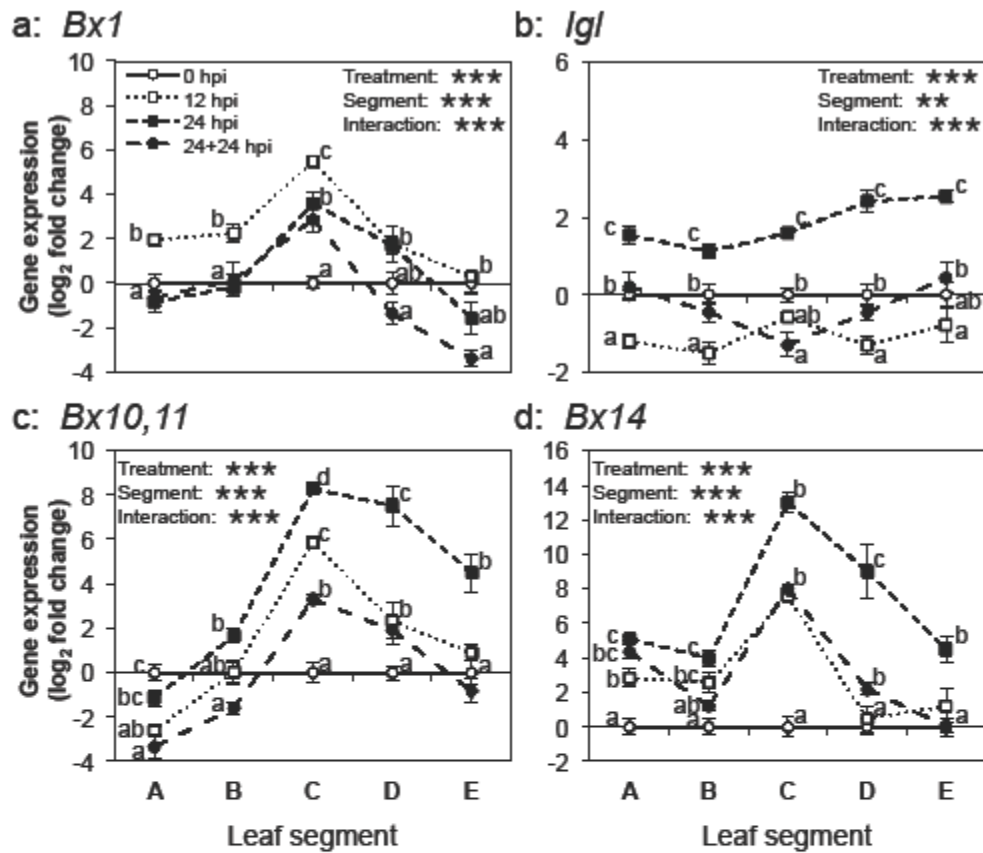 a: Bx1
b: Igl
10
8
6
4
2
0
-2
-4
Gene expression
(log2 fold change)
0 hpi
12 hpi
24 hpi
24+24 hpi
Treatment: ★★★
Segment: ★★★
Interaction: ★★★
b
b
c
b
b
a
a
b
a
ab
a
ab
a
6
4
2
0
-2
Treatment: ★★★
Segment: ★★
Interaction: ★★★
c
c
c
c
c
b
b
b
b
b
a
a
ab
a
a
ab
a
c: Bx10,11
d: Bx14
10
8
6
4
2
0
-2
-4
Gene expression
(log2 fold change)
Treatment: ★★★
Segment: ★★★
Interaction: ★★★
c
bc
ab
a
b
ab
a
d
c
b
a
c
b
a
b
a
A B C D E
Leaf segment
16
14
12
10
8
6
4
2
0
-2
Treatment: ★★★
Segment: ★★★
Interaction: ★★★
c
bc
b
a
c
bc
ab
a
b
b
a
c
b
a
a
b
a
A B C D E
Leaf segment